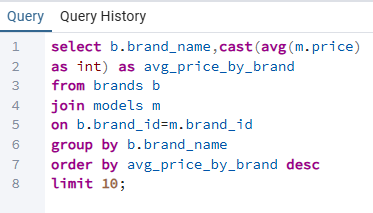 Query Query History
1 select b.brand_name,cast(avg(m.price)
2 as int) as avg_price_by_brand
3 from brands b
4 join models m
5 on b.brand_id=m.brand_id
6 group by b.brand_name
7 order by avg_price_by_brand desc
8 limit 10;